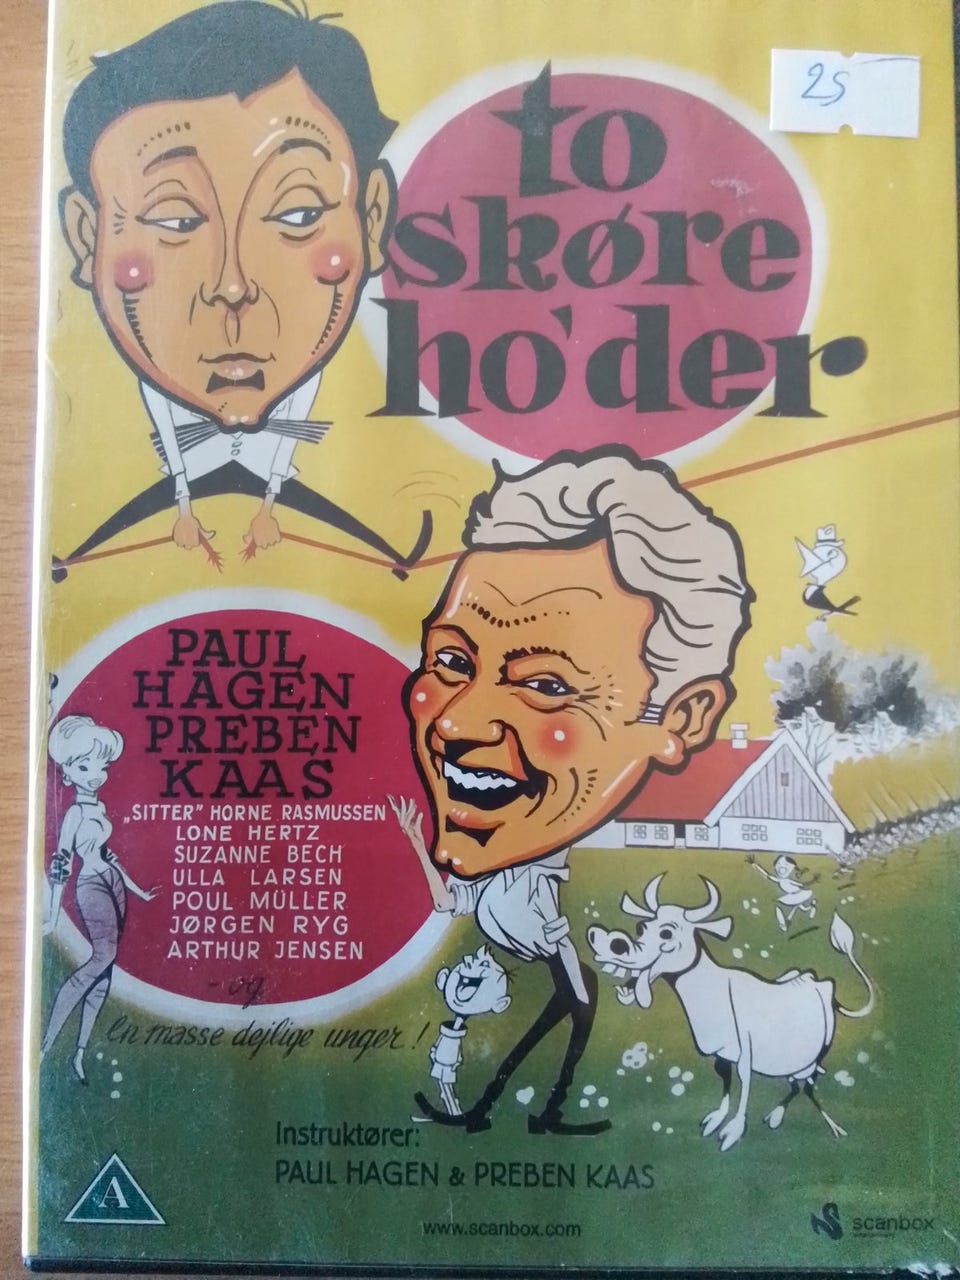 25
to
skøre
ho'der
PAUL
HAGEN
PREBEN
KAAS
„SITTER” HORNE RASMUSSEN
LONE HERTZ
SUZANNE BECH
ULLA LARSEN
POUL MÜLLER
JØRGEN RYG
ARTHUR JENSEN
- og
en masse dejlige unger!
Instruktører:
PAUL HAGEN & PREBEN KAAS
A
www.scanbox.com
scanbox